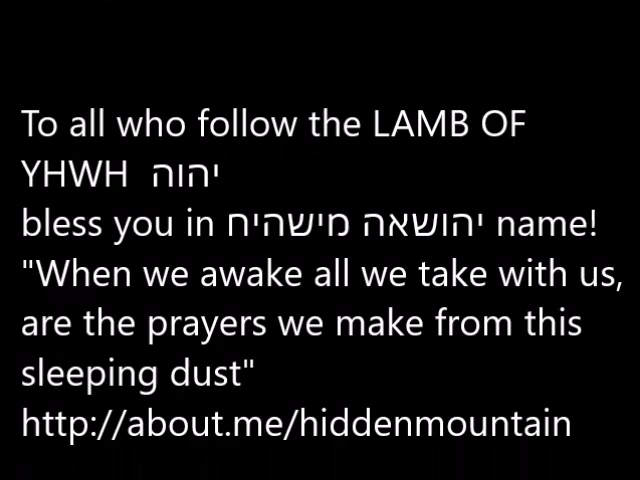 To all who follow the LAMB OF
YHWH יהוה
bless you in יהושאה מישהיח name!
"When we awake all we take with us,
are the prayers we make from this
sleeping dust"
http://about.me/hiddenmountain